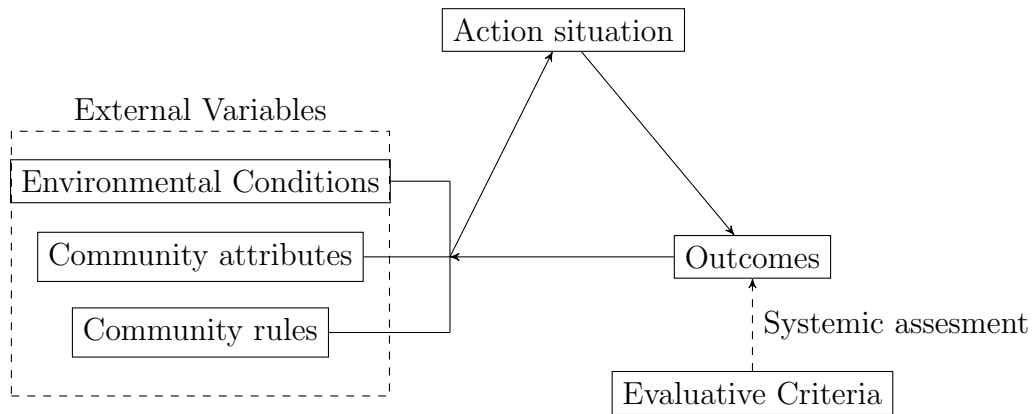 Action situation
External Variables
Environmental Conditions
Community attributes
Community rules
Outcomes
Systemic assesment
Evaluative Criteria